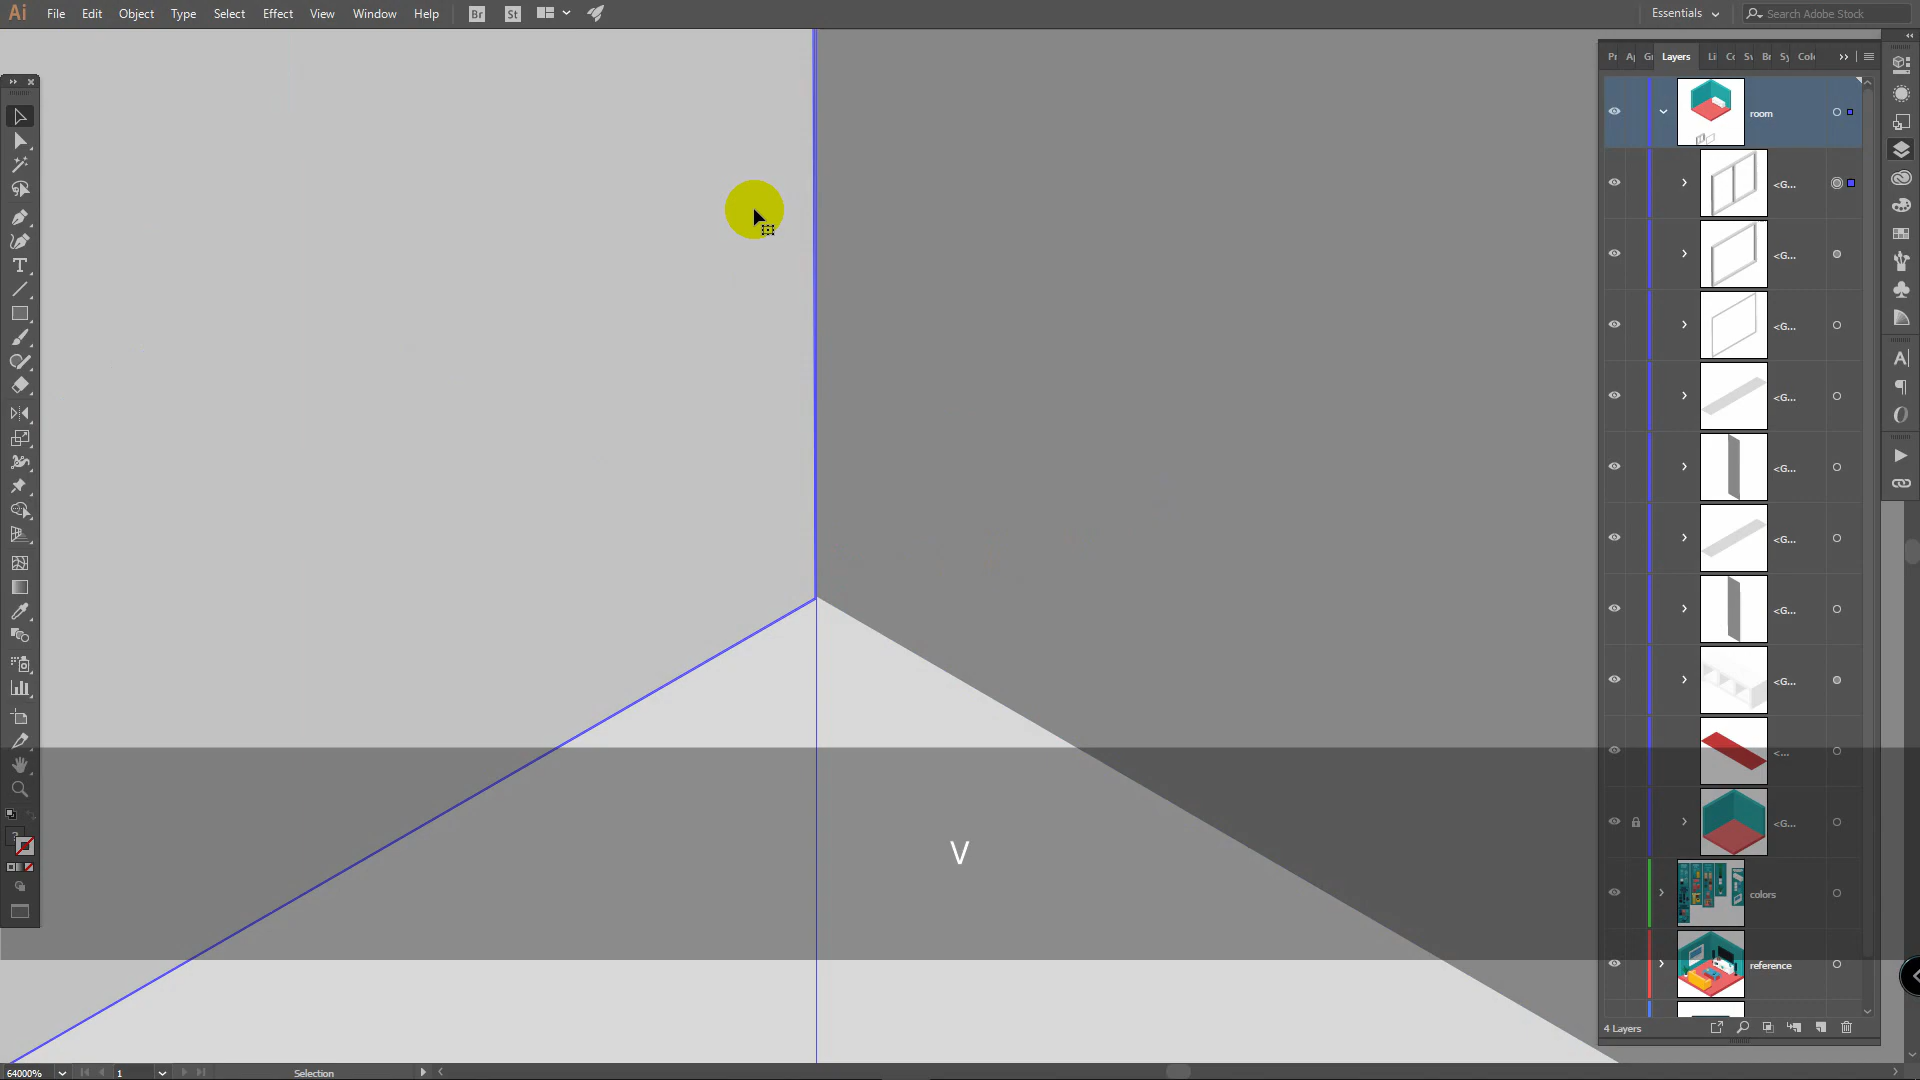 Ai File Edit Object Type Select Effect View Window Help Br St Essentials Search Adobe Stock
Layers
room
<G...
<G...
<G...
<G...
<G...
<G...
<G...
<G...
<...
<G...
V
colors
reference
4 Layers
64000% 1 Selection